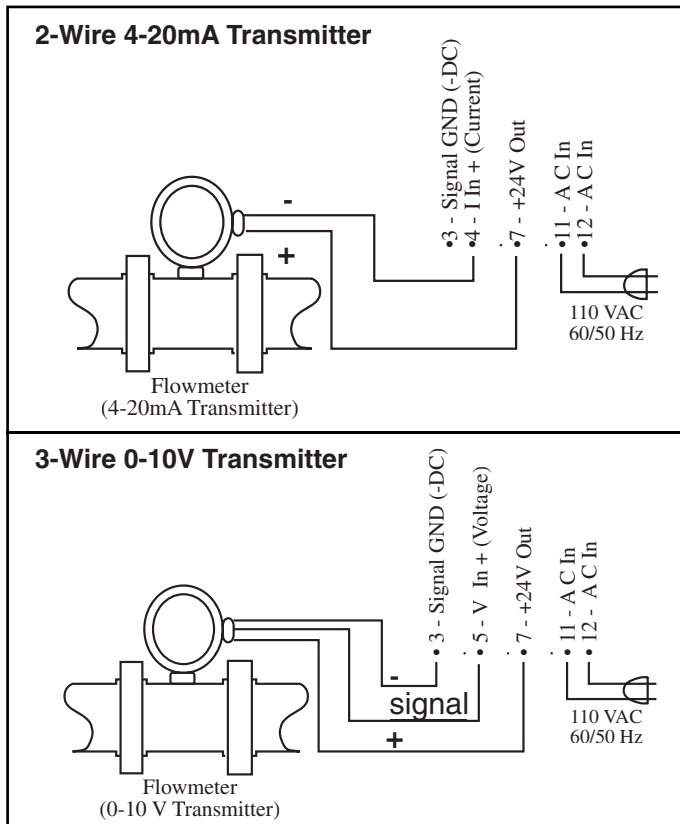 2-Wire 4-20mA Transmitter
3 - Signal GND (-DC)
4 - I In + (Current)
7 - +24V Out
11 - A C In
12 - A C In
-
+
110 VAC
60/50 Hz
Flowmeter
(4-20mA Transmitter)
3-Wire 0-10V Transmitter
3 - Signal GND (-DC)
5 - V In + (Voltage)
7 - +24V Out
11 - A C In
12 - A C In
-
signal
+
110 VAC
60/50 Hz
Flowmeter
(0-10 V Transmitter)